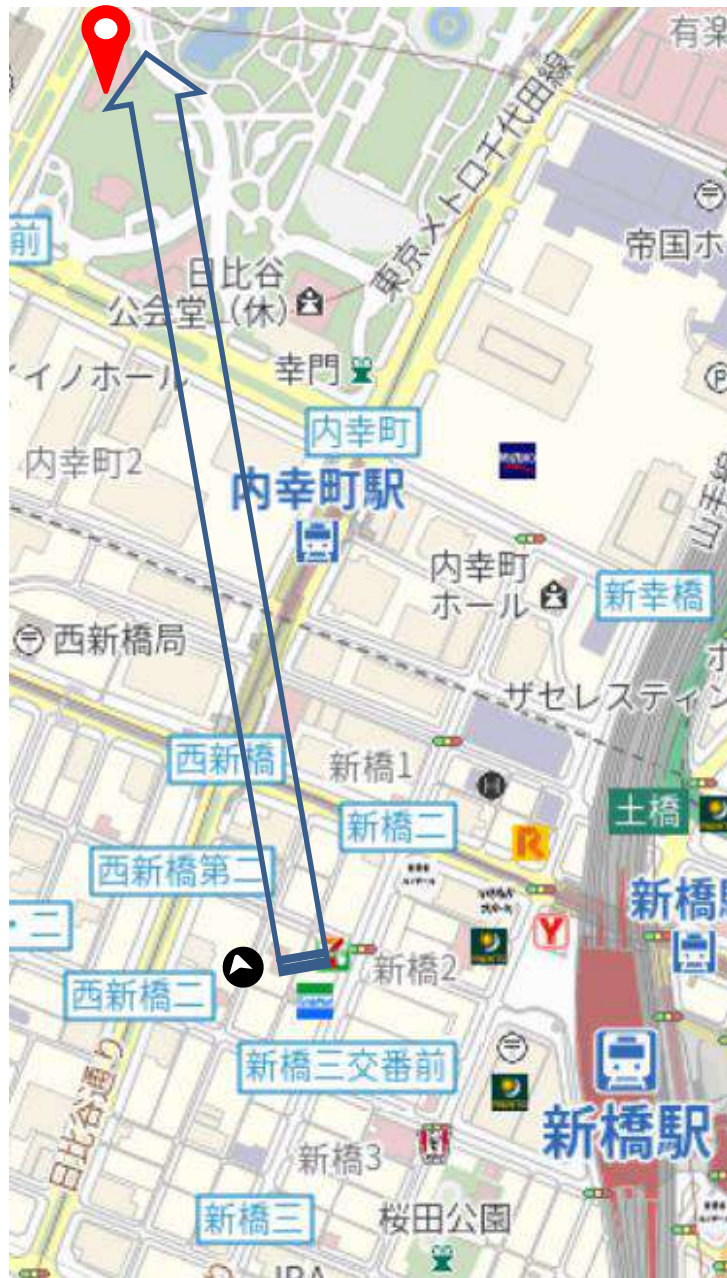 有楽
東京メトロ千代田線
帝国ホ
前
日比谷
公会堂（休）
イイノホール
幸門
P
内幸町
内幸町2
内幸町駅
山手線
内幸町
ホール
新幸橋
西新橋局
ホ
ザセレスティン
西新橋
新橋1
H
土橋
新橋二
R
西新橋第二
新橋駅
・二
Y
新橋2
西新橋二
新橋三交番前
日比谷通り
新橋駅
新橋3
新橋三
桜田公園